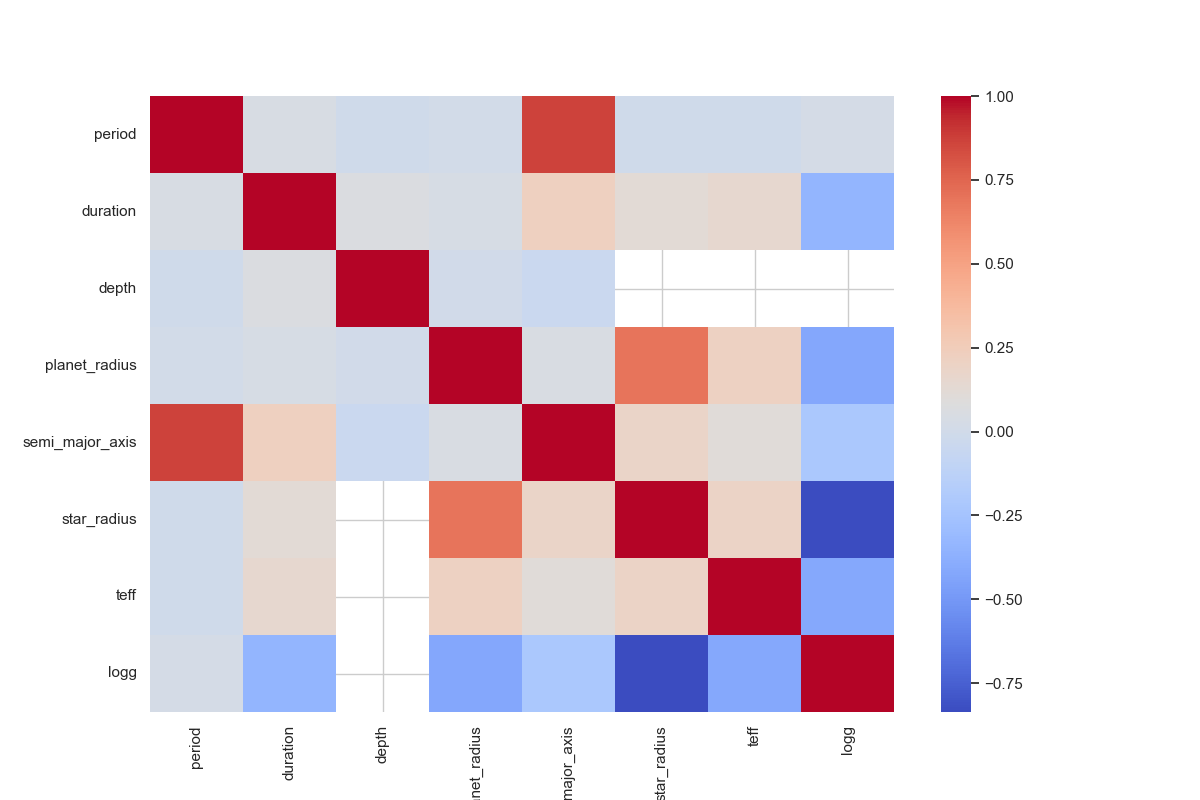 period
duration
depth
planet_radius
semi_major_axis
star_radius
teff
logg
1.00
0.75
0.50
0.25
0.00
−0.25
−0.50
−0.75
period
duration
depth
net_radius
major_axis
star_radius
teff
logg